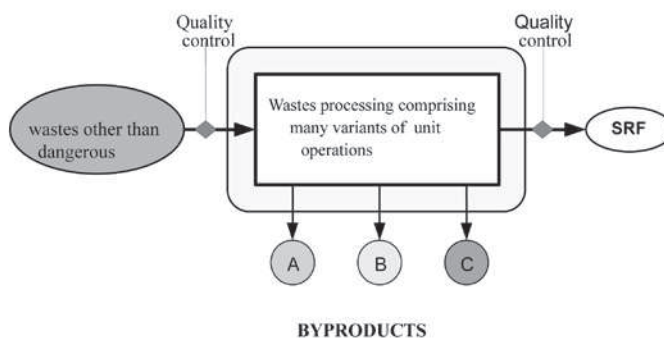 Quality
control
Quality
control
wastes other than
dangerous
Wastes processing comprising
many variants of unit
operations
SRF
A
B
C
BYPRODUCTS